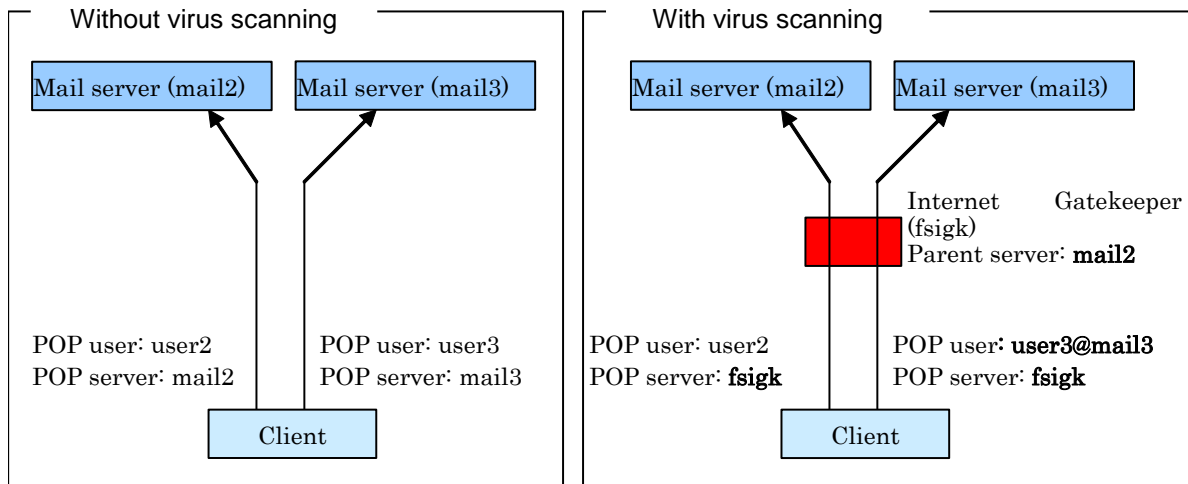 Without virus scanning
Mail server (mail2)
Mail server (mail3)
POP user: user2
POP server: mail2
POP user: user3
POP server: mail3
Client
With virus scanning
Mail server (mail2)
Mail server (mail3)
Internet Gatekeeper
(fsigk)
Parent server: mail2
POP user: user2
POP server: fsigk
POP user: user3@mail3
POP server: fsigk
Client